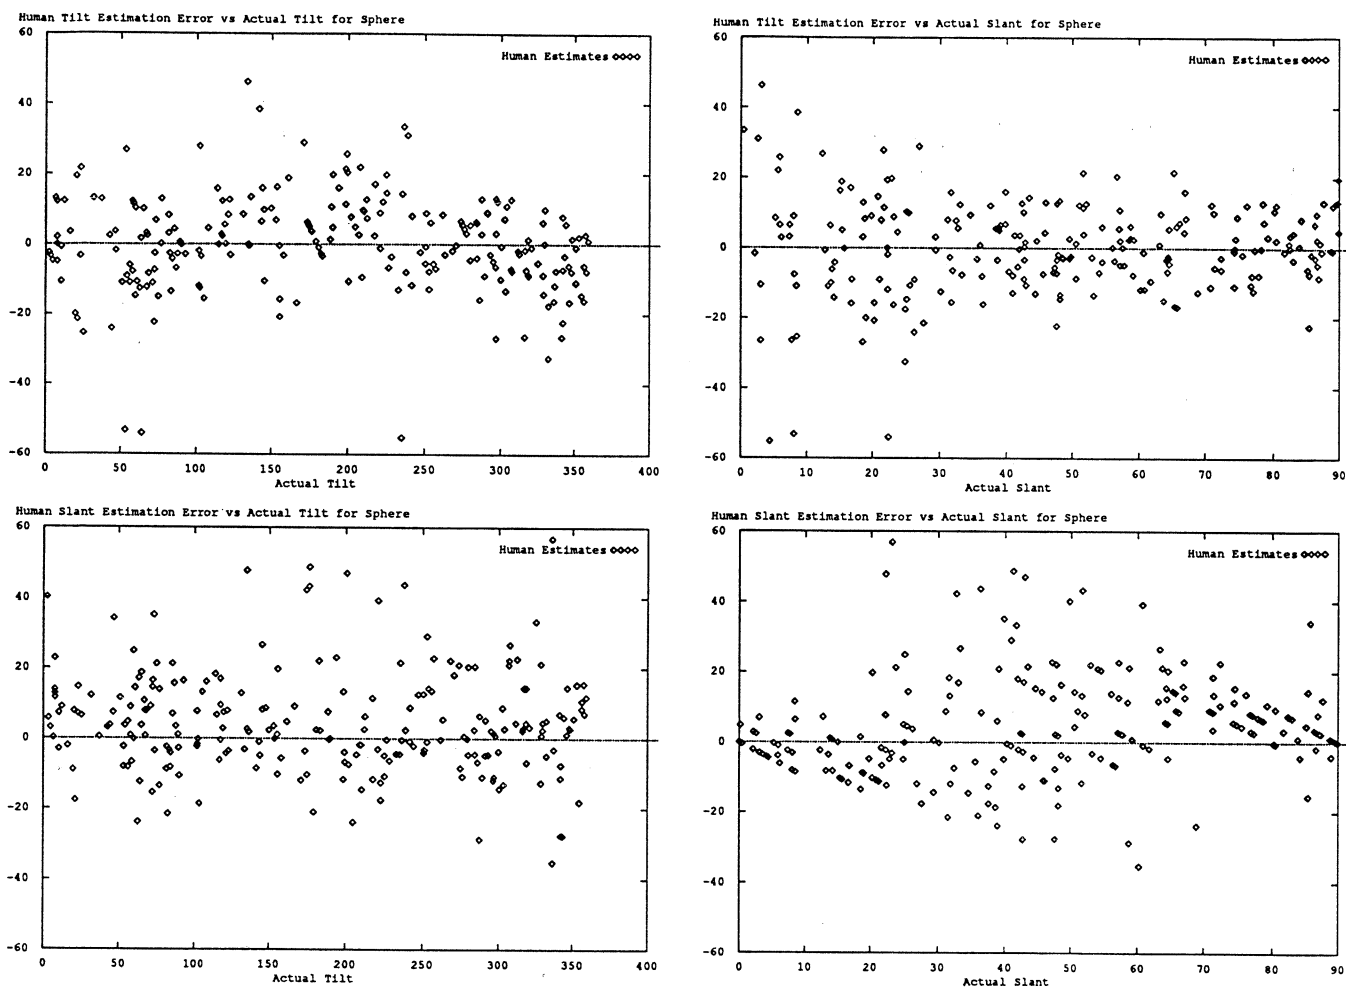 Human Tilt Estimation Error vs Actual Tilt for Sphere
60
40
20
0
-20
-40
-60
Human Estimates
0 50 100 150 200 250 300 350 400
Actual Tilt
Human Tilt Estimation Error vs Actual Slant for Sphere
60
40
20
0
-20
-40
-60
Human Estimates
0 10 20 30 40 50 60 70 80 90
Actual Slant
Human Slant Estimation Error vs Actual Tilt for Sphere
60
40
20
0
-20
-40
-60
Human Estimates
0 50 100 150 200 250 300 350 400
Actual Tilt
Human Slant Estimation Error vs Actual Slant for Sphere
60
40
20
0
-20
-40
-60
Human Estimates
0 10 20 30 40 50 60 70 80 90
Actual Slant